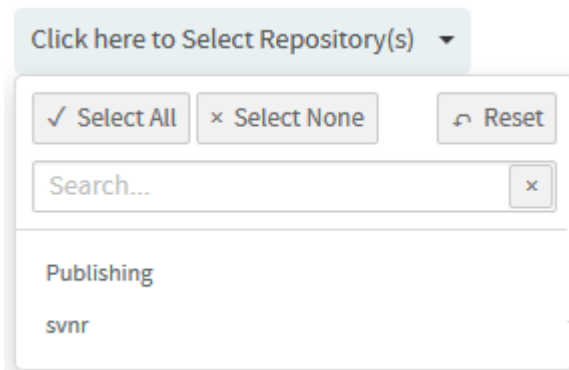 Click here to Select Repository(s)
✓ Select All × Select None Reset
Search... ×
Publishing
svnr